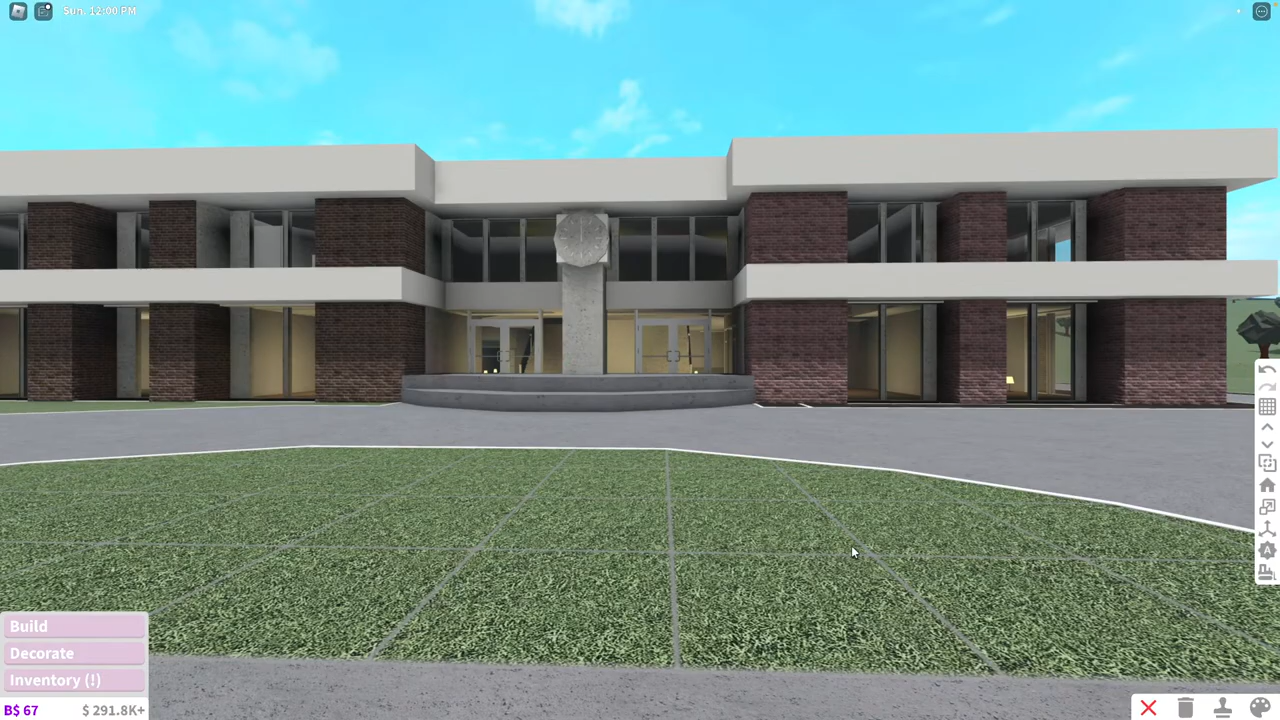 Sun. 12:00 PM
Build
Decorate
Inventory (!)
B$ 67 $ 291.8K+